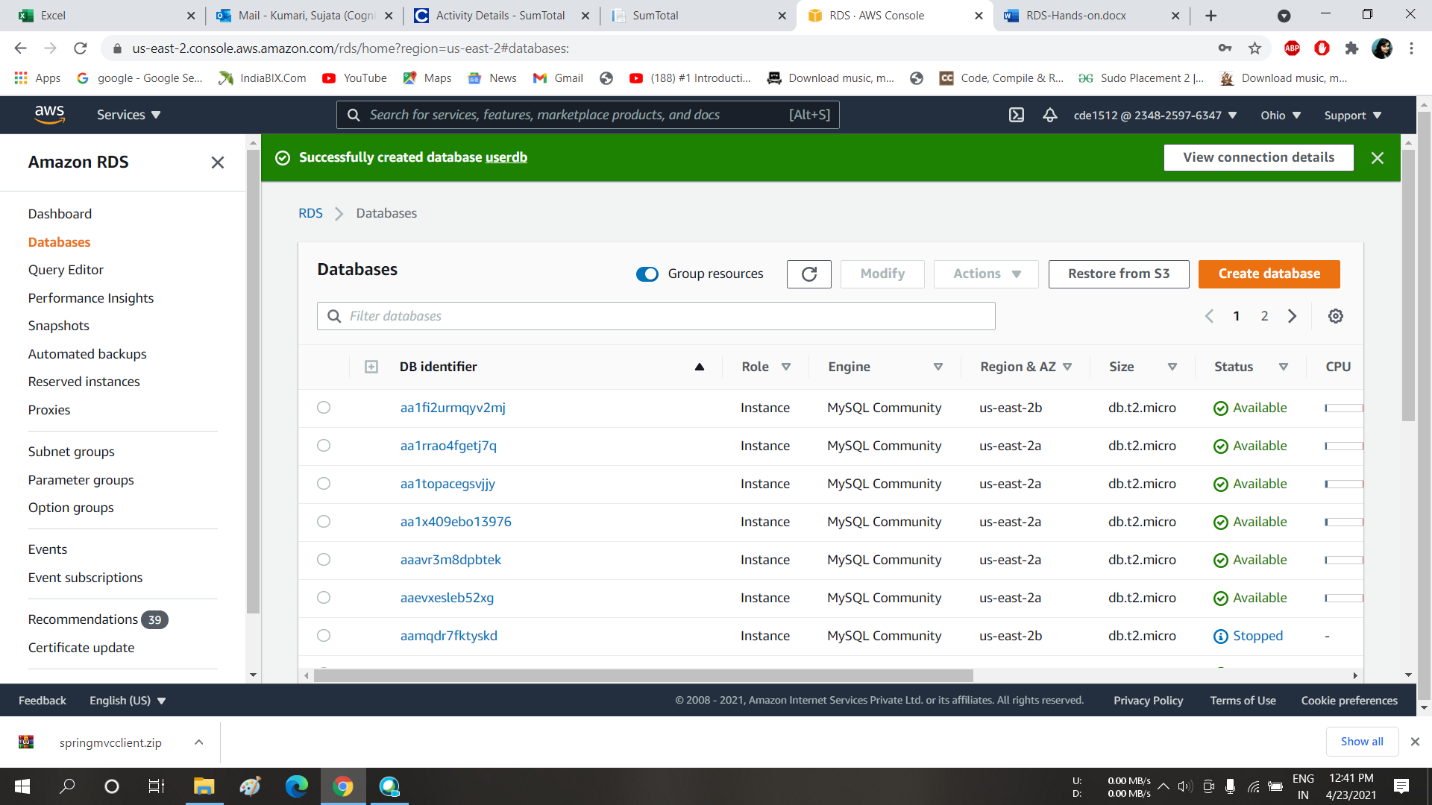 Excel
Mail - Kumari, Sujata (Cogni
Activity Details - SumTotal
SumTotal
RDS · AWS Console
RDS-Hands-on.docx
us-east-2.console.aws.amazon.com/rds/home?region=us-east-2#databases:
Apps
google - Google Se...
IndiaBIX.Com
YouTube
Maps
News
Gmail
(188) #1 Introducti...
Download music, m...
Code, Compile & R...
Sudo Placement 2 |...
Download music, m...
aws
Services
Search for services, features, marketplace products, and docs [Alt+S]
cde1512 @ 2348-2597-6347
Ohio
Support
Amazon RDS
Successfully created database userdb
View connection details
Dashboard
Databases
Query Editor
Performance Insights
Snapshots
Automated backups
Reserved instances
Proxies
Subnet groups
Parameter groups
Option groups
Events
Event subscriptions
Recommendations 39
Certificate update
RDS > Databases
Databases
Group resources
Modify
Actions
Restore from S3
Create database
Filter databases
1 2
DB identifier Role Engine Region & AZ Size Status CPU
aa1fi2urmqyv2mj Instance MySQL Community us-east-2b db.t2.micro Available
aa1rrao4fgetj7q Instance MySQL Community us-east-2a db.t2.micro Available
aa1topacegsvjjy Instance MySQL Community us-east-2a db.t2.micro Available
aa1x409ebo13976 Instance MySQL Community us-east-2a db.t2.micro Available
aaavr3m8dpbtek Instance MySQL Community us-east-2a db.t2.micro Available
aaevxesleb52xg Instance MySQL Community us-east-2a db.t2.micro Available
aamqdr7fktyskd Instance MySQL Community us-east-2b db.t2.micro Stopped -
Feedback
English (US)
© 2008 - 2021, Amazon Internet Services Private Ltd. or its affiliates. All rights reserved.
Privacy Policy
Terms of Use
Cookie preferences
springmvcclient.zip
Show all
U: 0.00 MB/s
D: 0.00 MB/s
ENG
IN
12:41 PM
4/23/2021